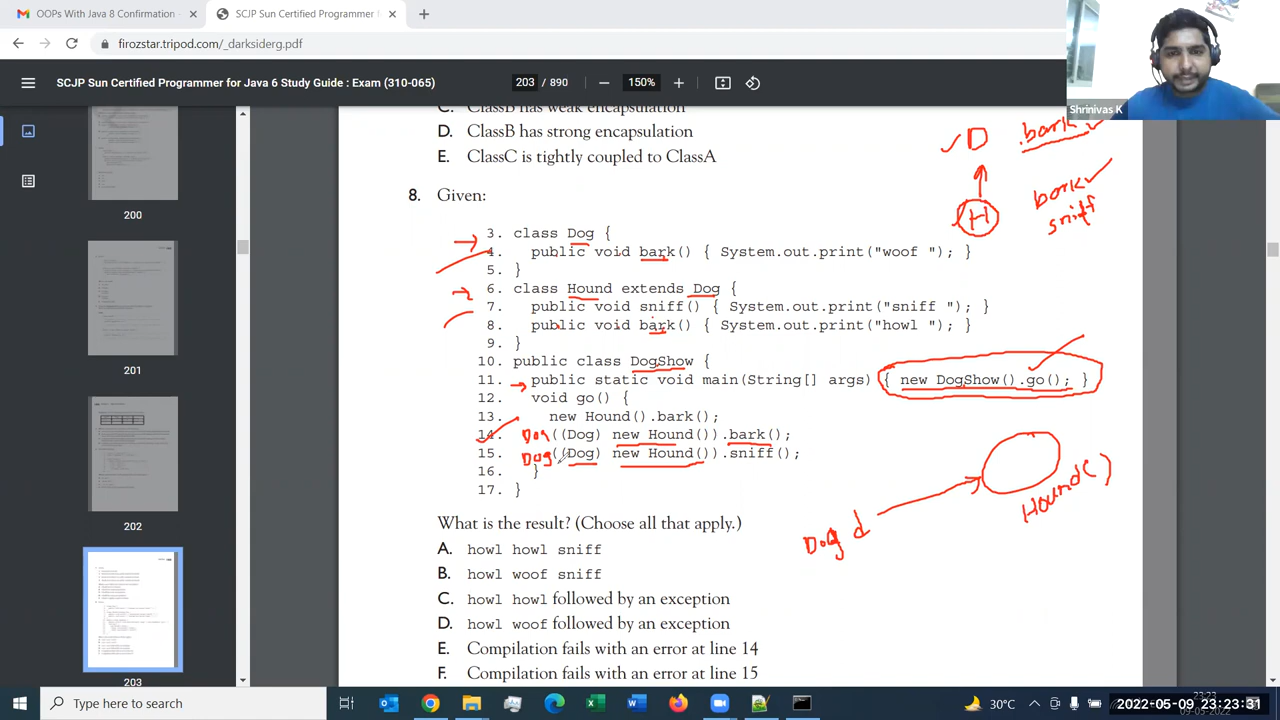 OOPs With Java 8 Confirmation
SCJP Sun Certified Programmer
firozstar.tripod.com/_darksiderg.pdf
SCJP Sun Certified Programmer for Java 6 Study Guide : Exam (310-065)
203 / 890
150%
Shrinivas K
C. ClassB has weak encapsulation
D. ClassB has strong encapsulation
E. ClassC is tightly coupled to ClassA
D .bark
H bark
sniff
8. Given:
3. class Dog {
4. public void bark() { System.out.print("woof "); }
5. }
6. class Hound extends Dog {
7. public void sniff() { System.out.print("sniff "); }
8. public void bark() { System.out.print("howl "); }
9. }
10. public class DogShow {
11. public static void main(String[] args) { new DogShow().go(); }
12. void go() {
13. new Hound().bark();
14. Dog ((Dog) new Hound()).bark();
15. Dog ((Dog) new Hound()).sniff();
16. }
17. }
Hound()
Dog d
What is the result? (Choose all that apply.)
A. howl howl sniff
B. howl woof sniff
C. howl howl followed by an exception
D. howl woof followed by an exception
E. Compilation fails with an error at line 14
F. Compilation fails with an error at line 15
200
201
202
203
Type here to search
30°C
23:23
2022-05-09 23:23:31